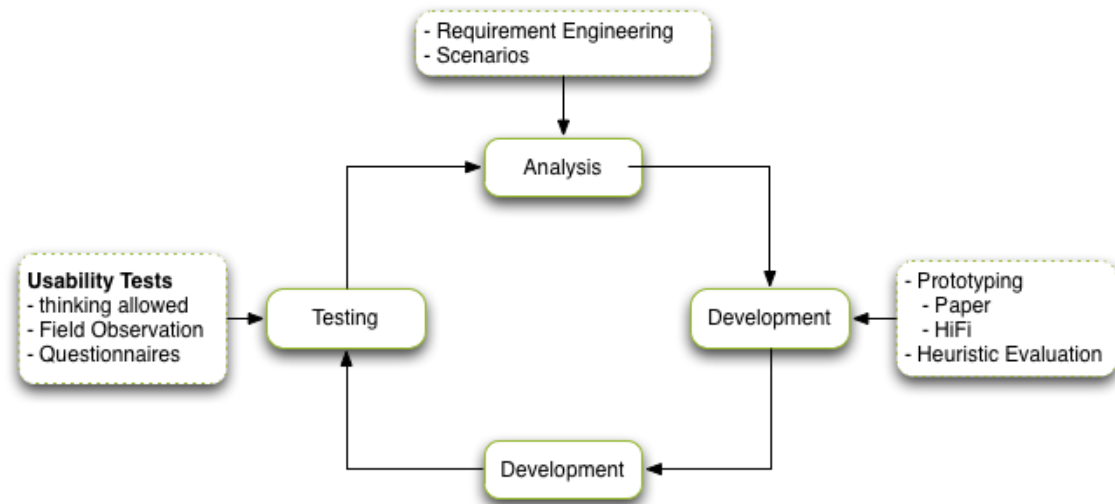 - Requirement Engineering
- Scenarios
Analysis
Usability Tests
- thinking allowed
- Field Observation
- Questionnaires
Testing
Development
- Prototyping
- Paper
- HiFi
- Heuristic Evaluation
Development